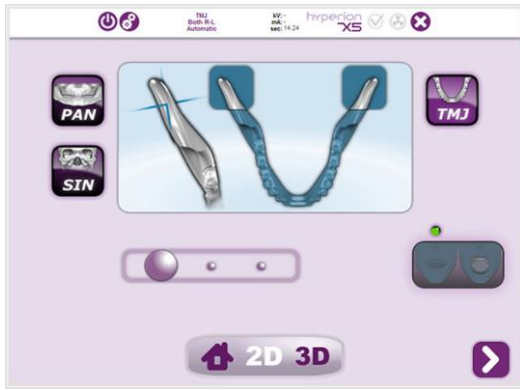 TMJ
Both R-L
Automatic
kV: -
mA: -
sec: 14.24
hyperion
X5
PAN
TMJ
SIN
2D 3D